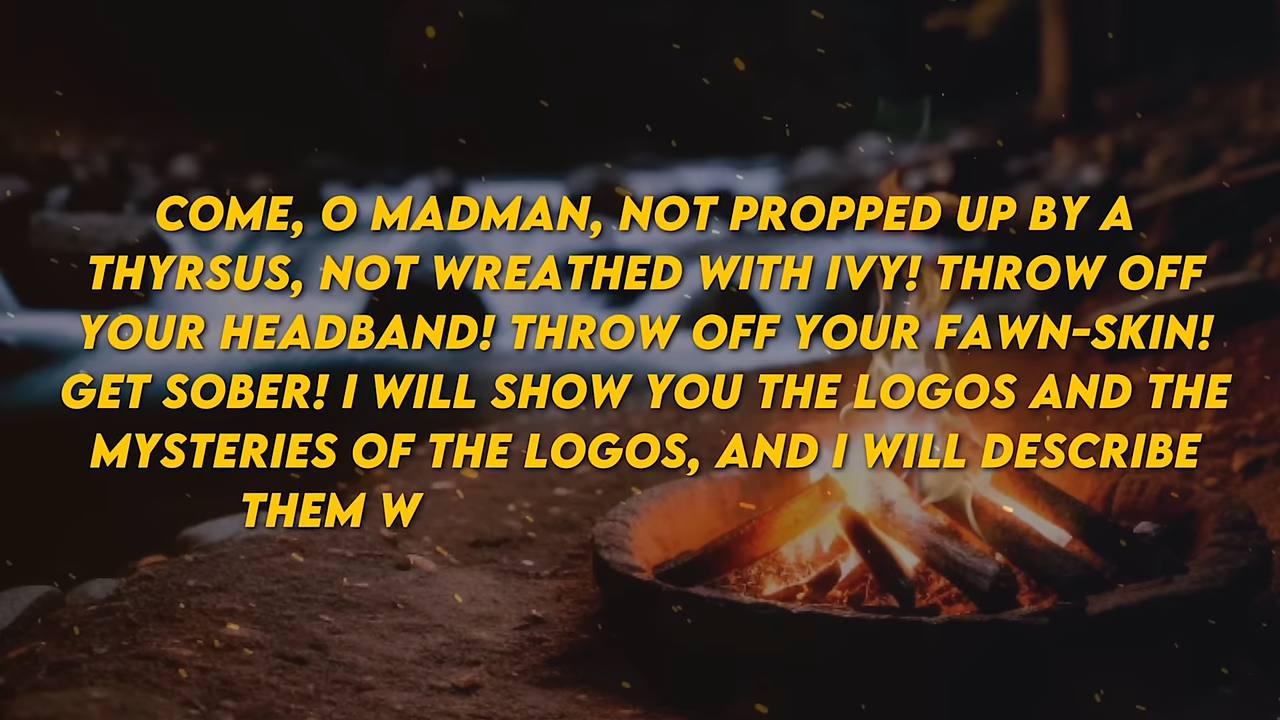 COME, O MADMAN, NOT PROPPED UP BY A
THYRSUS, NOT WREATHED WITH IVY! THROW OFF
YOUR HEADBAND! THROW OFF YOUR FAWN-SKIN!
GET SOBER! I WILL SHOW YOU THE LOGOS AND THE
MYSTERIES OF THE LOGOS, AND I WILL DESCRIBE
THEM W